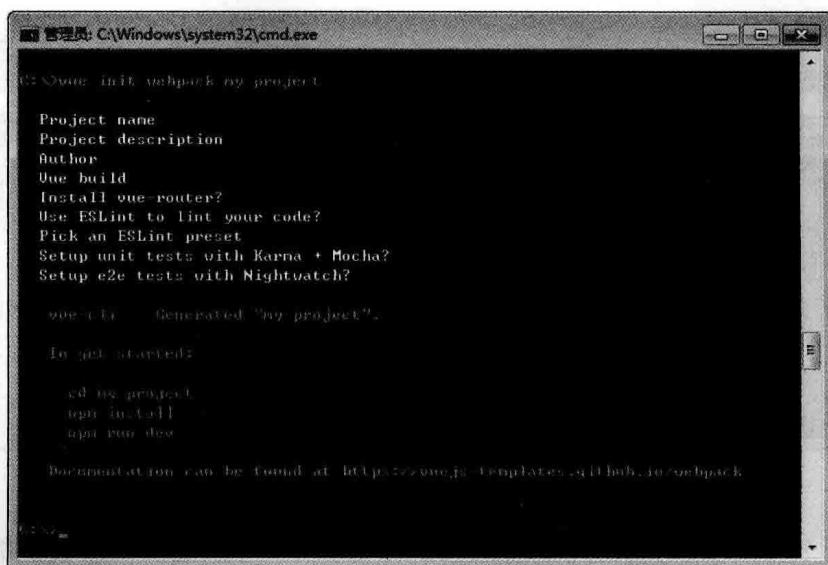 管理员: C:\Windows\system32\cmd.exe
C:\>vue init webpack my project
Project name
Project description
Author
Vue build
Install vue-router?
Use ESLint to lint your code?
Pick an ESLint preset
Setup unit tests with Karma + Mocha?
Setup e2e tests with Nightwatch?
vue-cli Generated "my project".
To get started:
cd my project
npm install
npm run dev
Documentation can be found at https://vuejs-templates.github.io/webpack
C:\>_